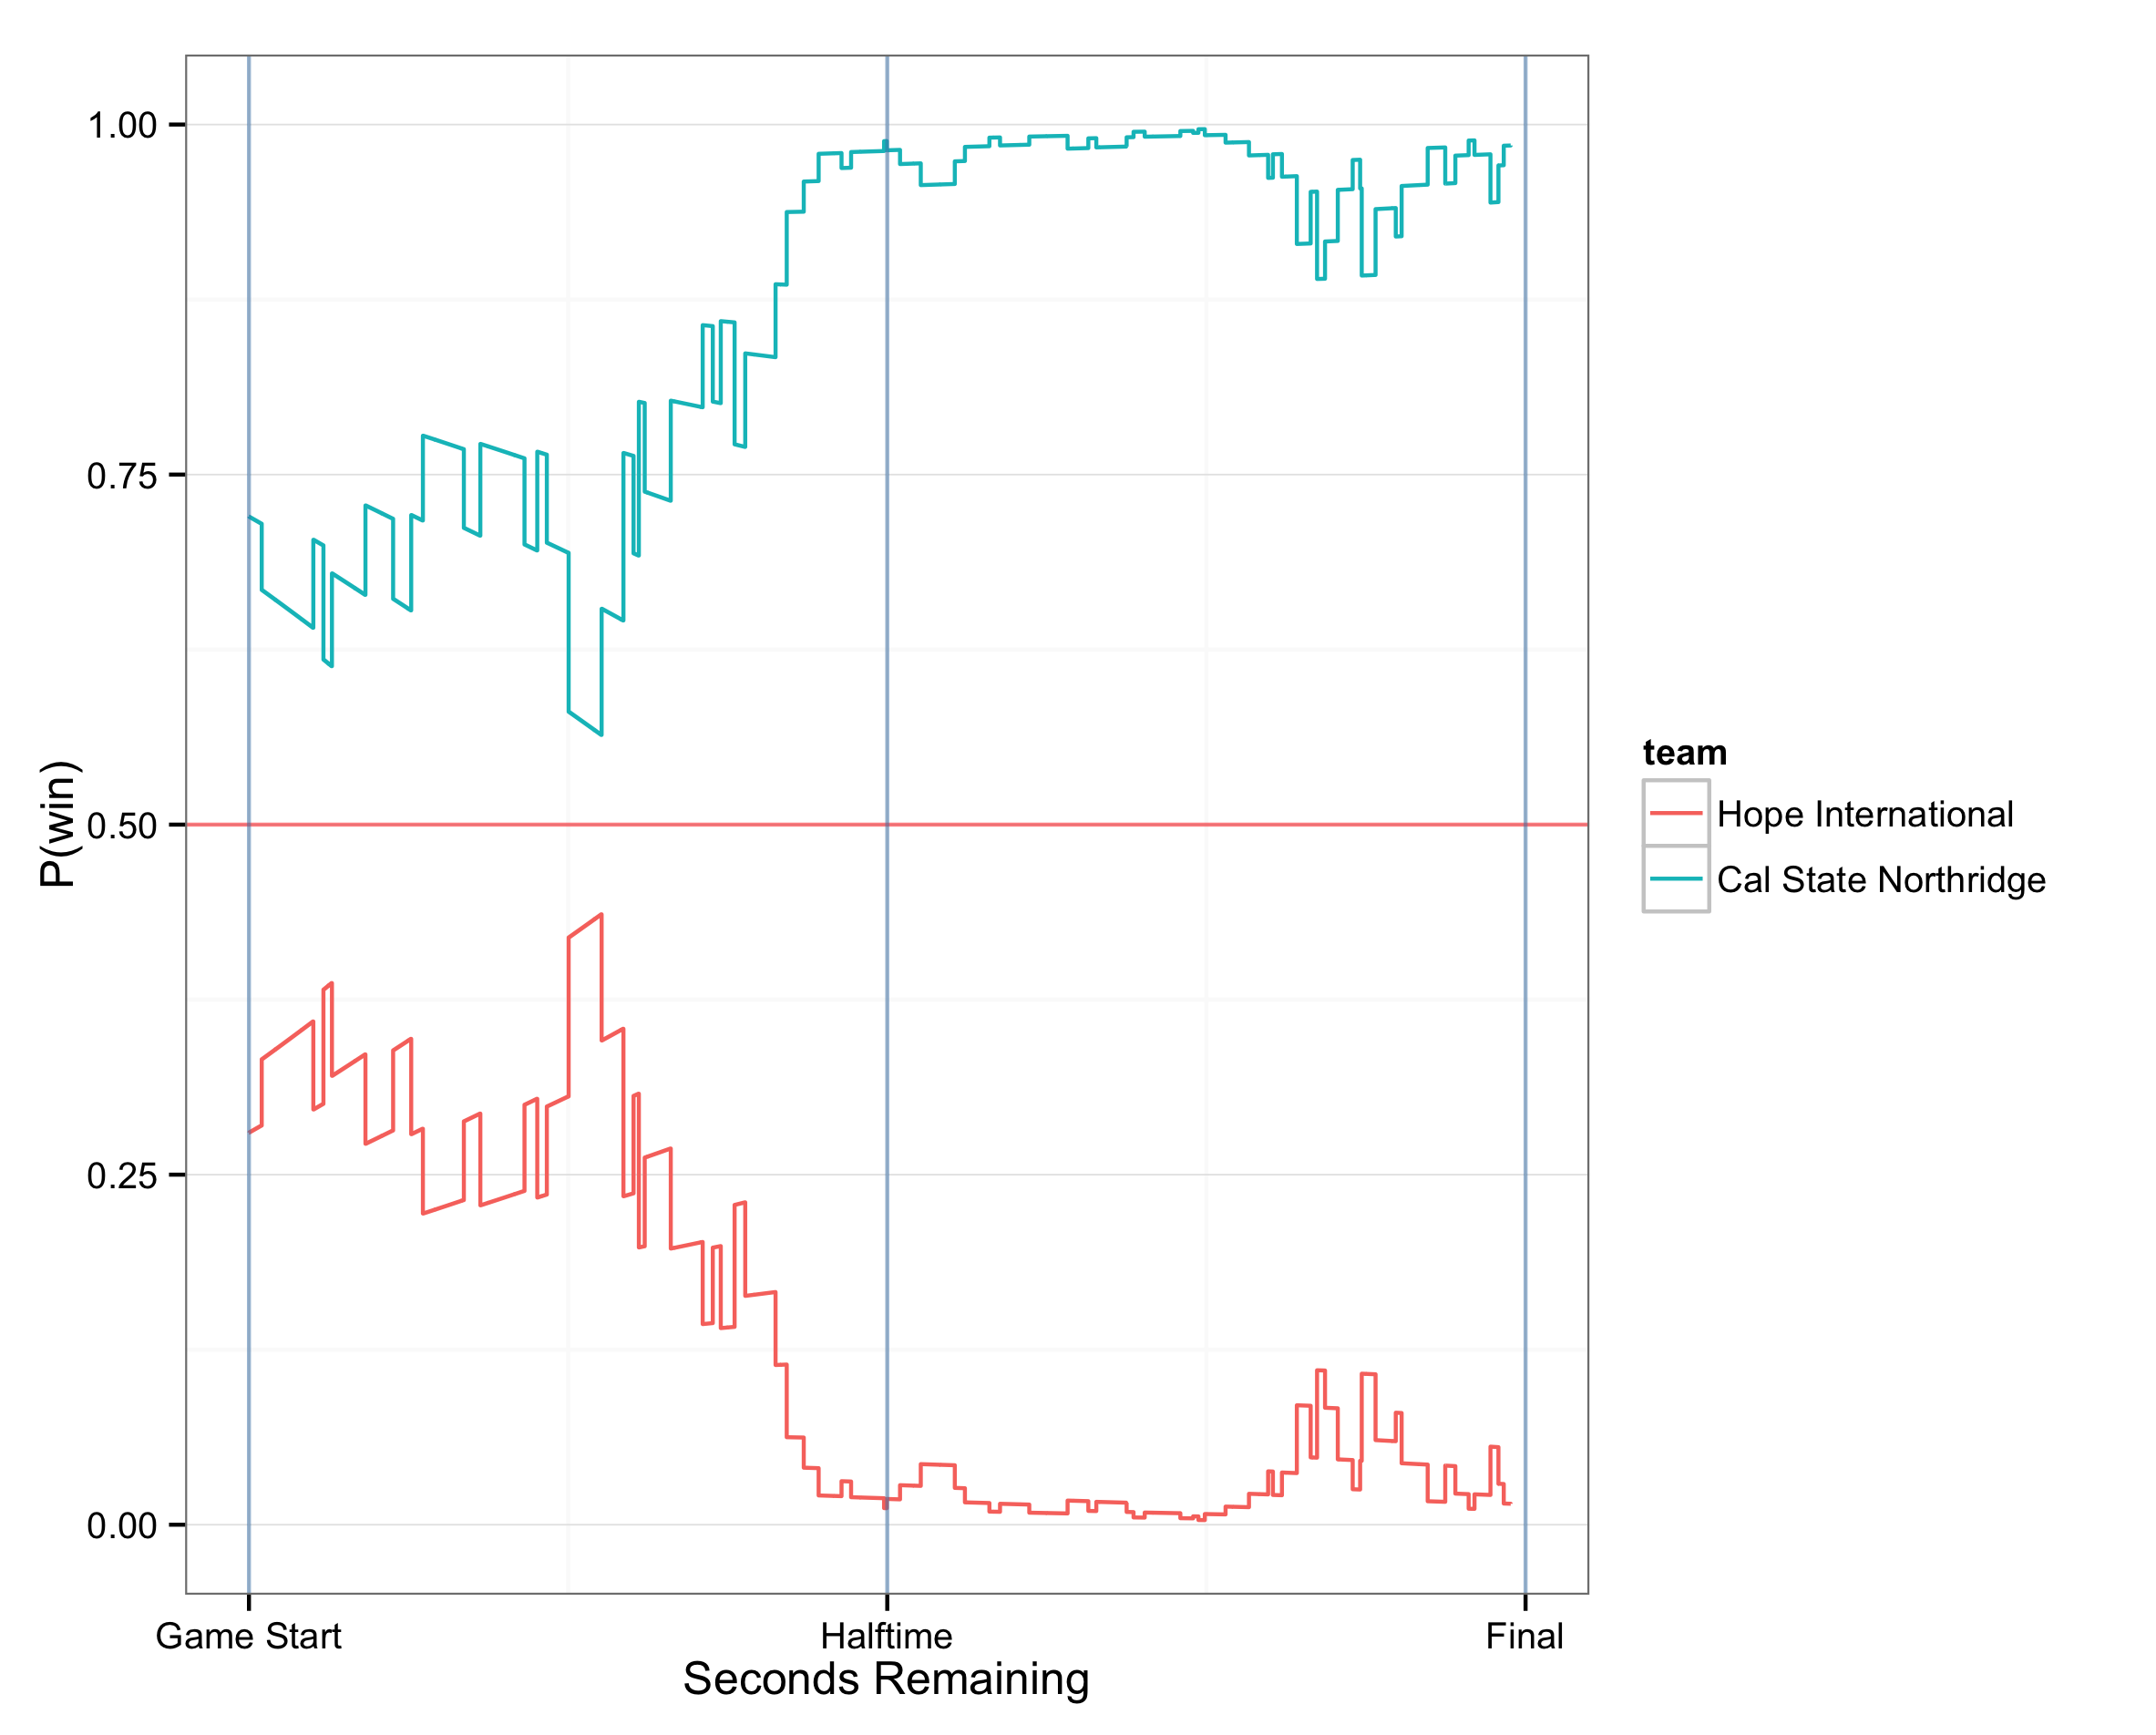 1.00
0.75
0.50
0.25
0.00
P(win)
Game Start
Halftime
Final
Seconds Remaining
team
Hope International
Cal State Northridge